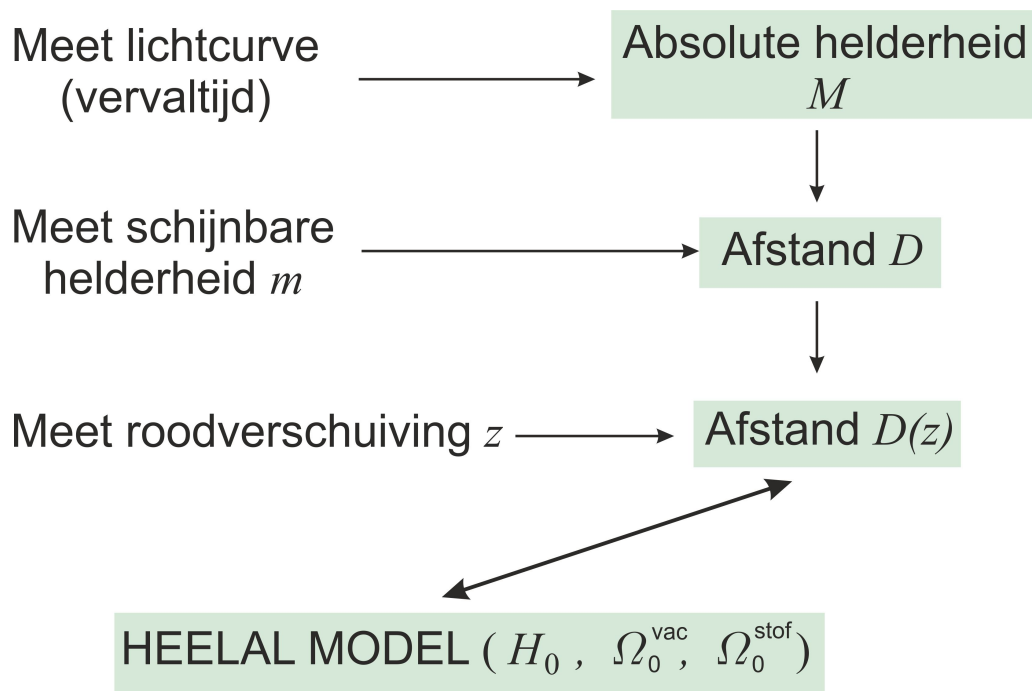 Meet lichtcurve
(vervaltijd)
Absolute helderheid
M
Meet schijnbare
helderheid m
Afstand D
Meet roodverschuiving z
Afstand D(z)
HEELAL MODEL ( H₀ , Ω₀ᵛᵃᶜ, Ω₀ˢᵗᵒᶠ)